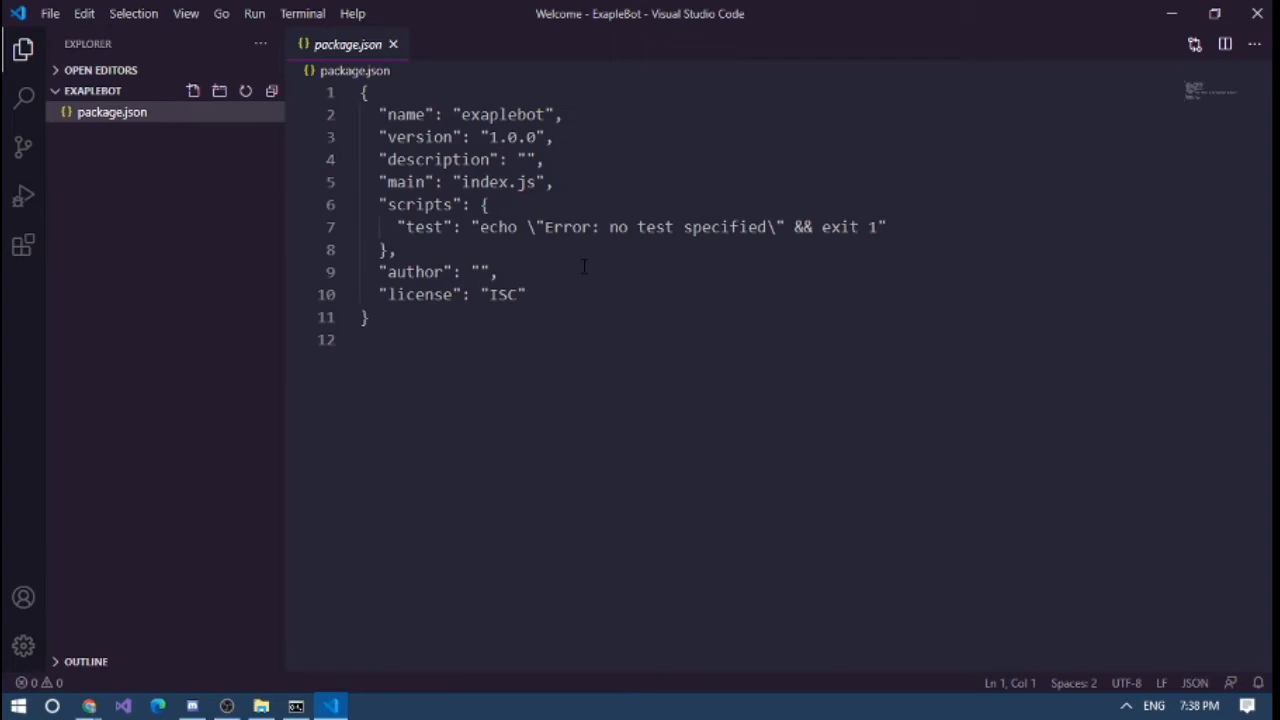 File Edit Selection View Go Run Terminal Help Welcome - ExapleBot - Visual Studio Code
EXPLORER
package.json
OPEN EDITORS
package.json
EXAPLEBOT
package.json
1 {
2 "name": "exaplebot",
3 "version": "1.0.0",
4 "description": "",
5 "main": "index.js",
6 "scripts": {
7 "test": "echo \"Error: no test specified\" && exit 1"
8 },
9 "author": "",
10 "license": "ISC"
11 }
12
OUTLINE
0 0 Ln 1, Col 1 Spaces: 2 UTF-8 LF JSON
ENG 7:38 PM